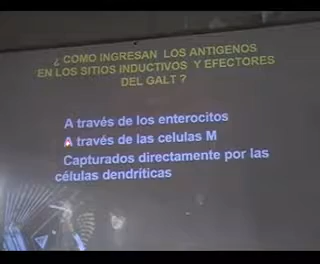 ¿ COMO INGRESAN LOS ANTIGENOS
EN LOS SITIOS INDUCTIVOS Y EFECTORES
DEL GALT ?
A través de los enterocitos
A través de las celulas M
Capturados directamente por las
células dendríticas